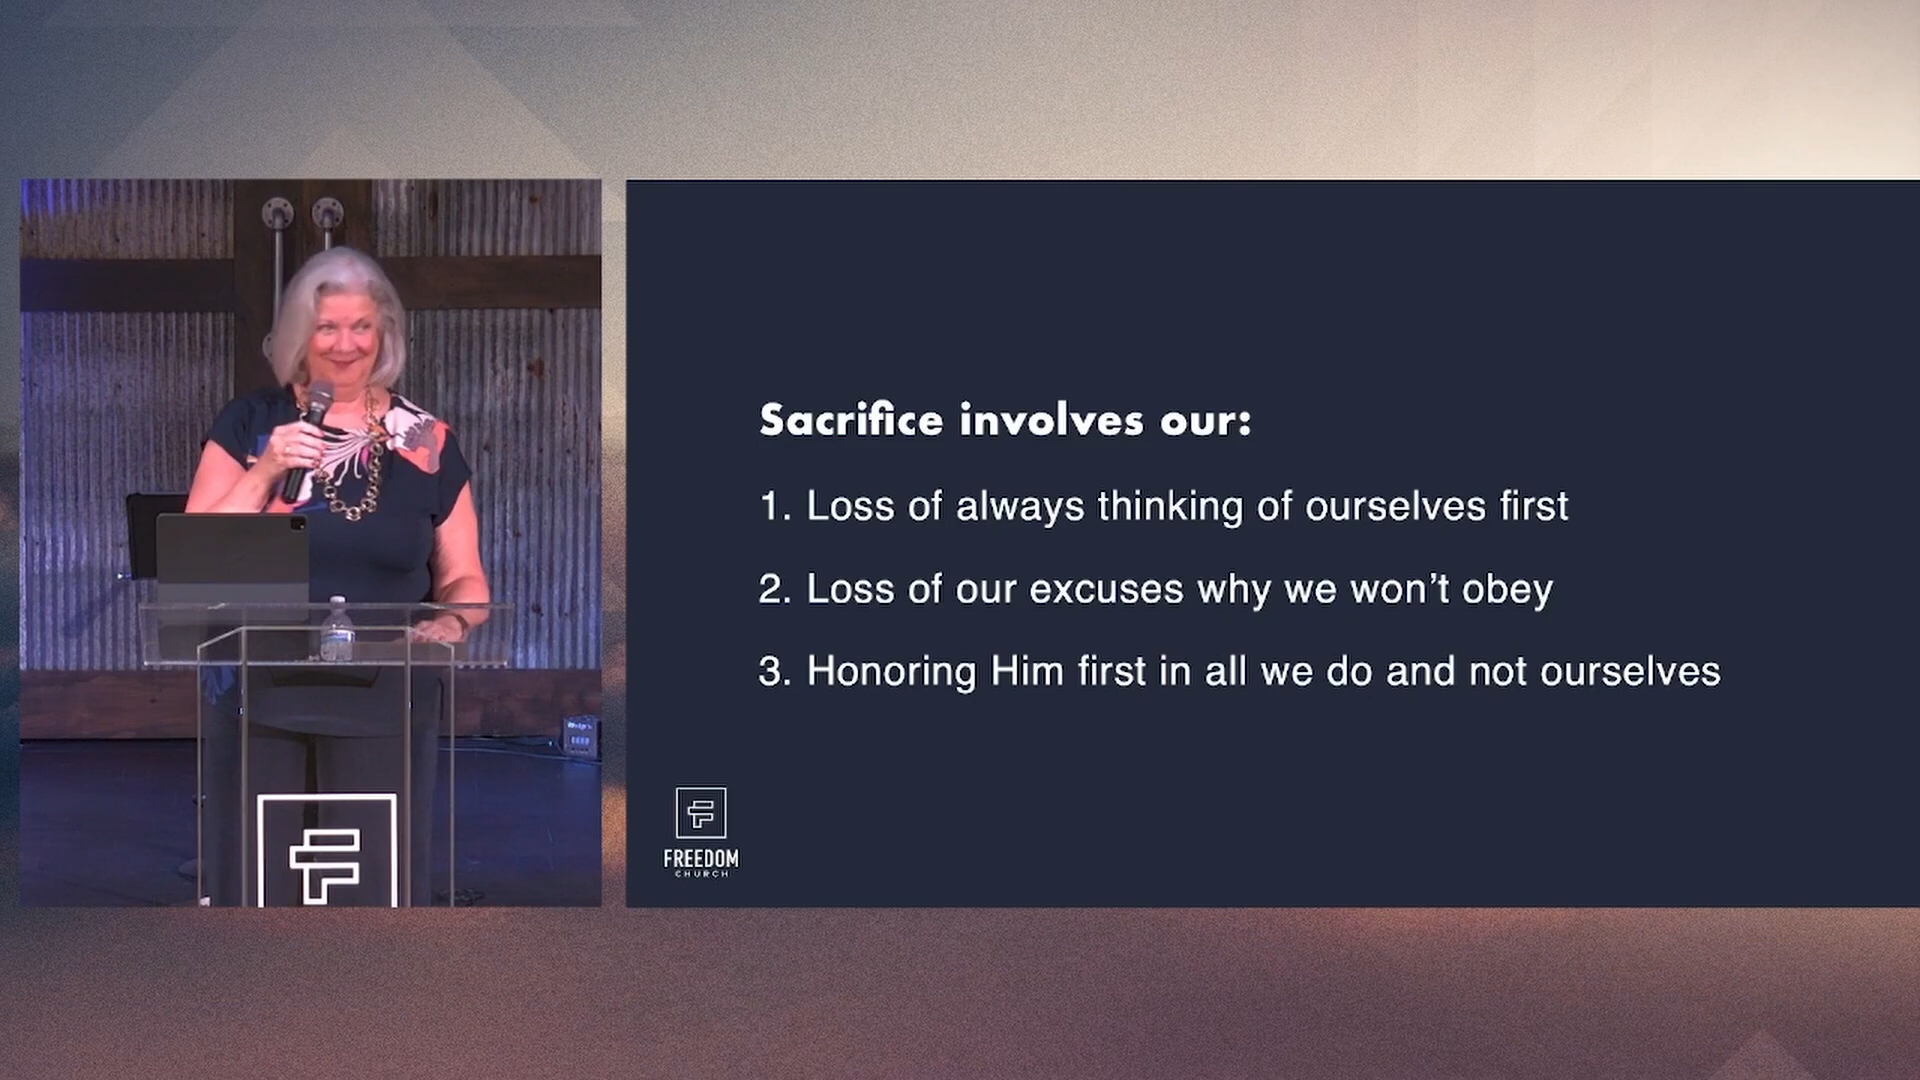 Sacrifice involves our:
1. Loss of always thinking of ourselves first
2. Loss of our excuses why we won’t obey
3. Honoring Him first in all we do and not ourselves
FREEDOM
CHURCH